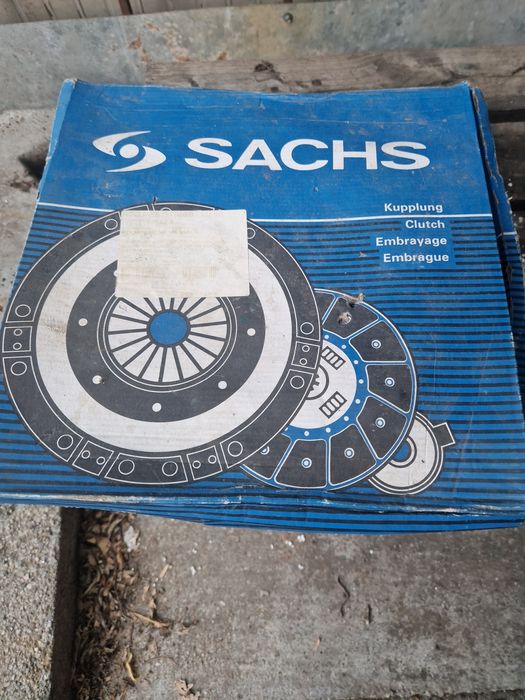 SACHS
Kupplung
Clutch
Embrayage
Embrague